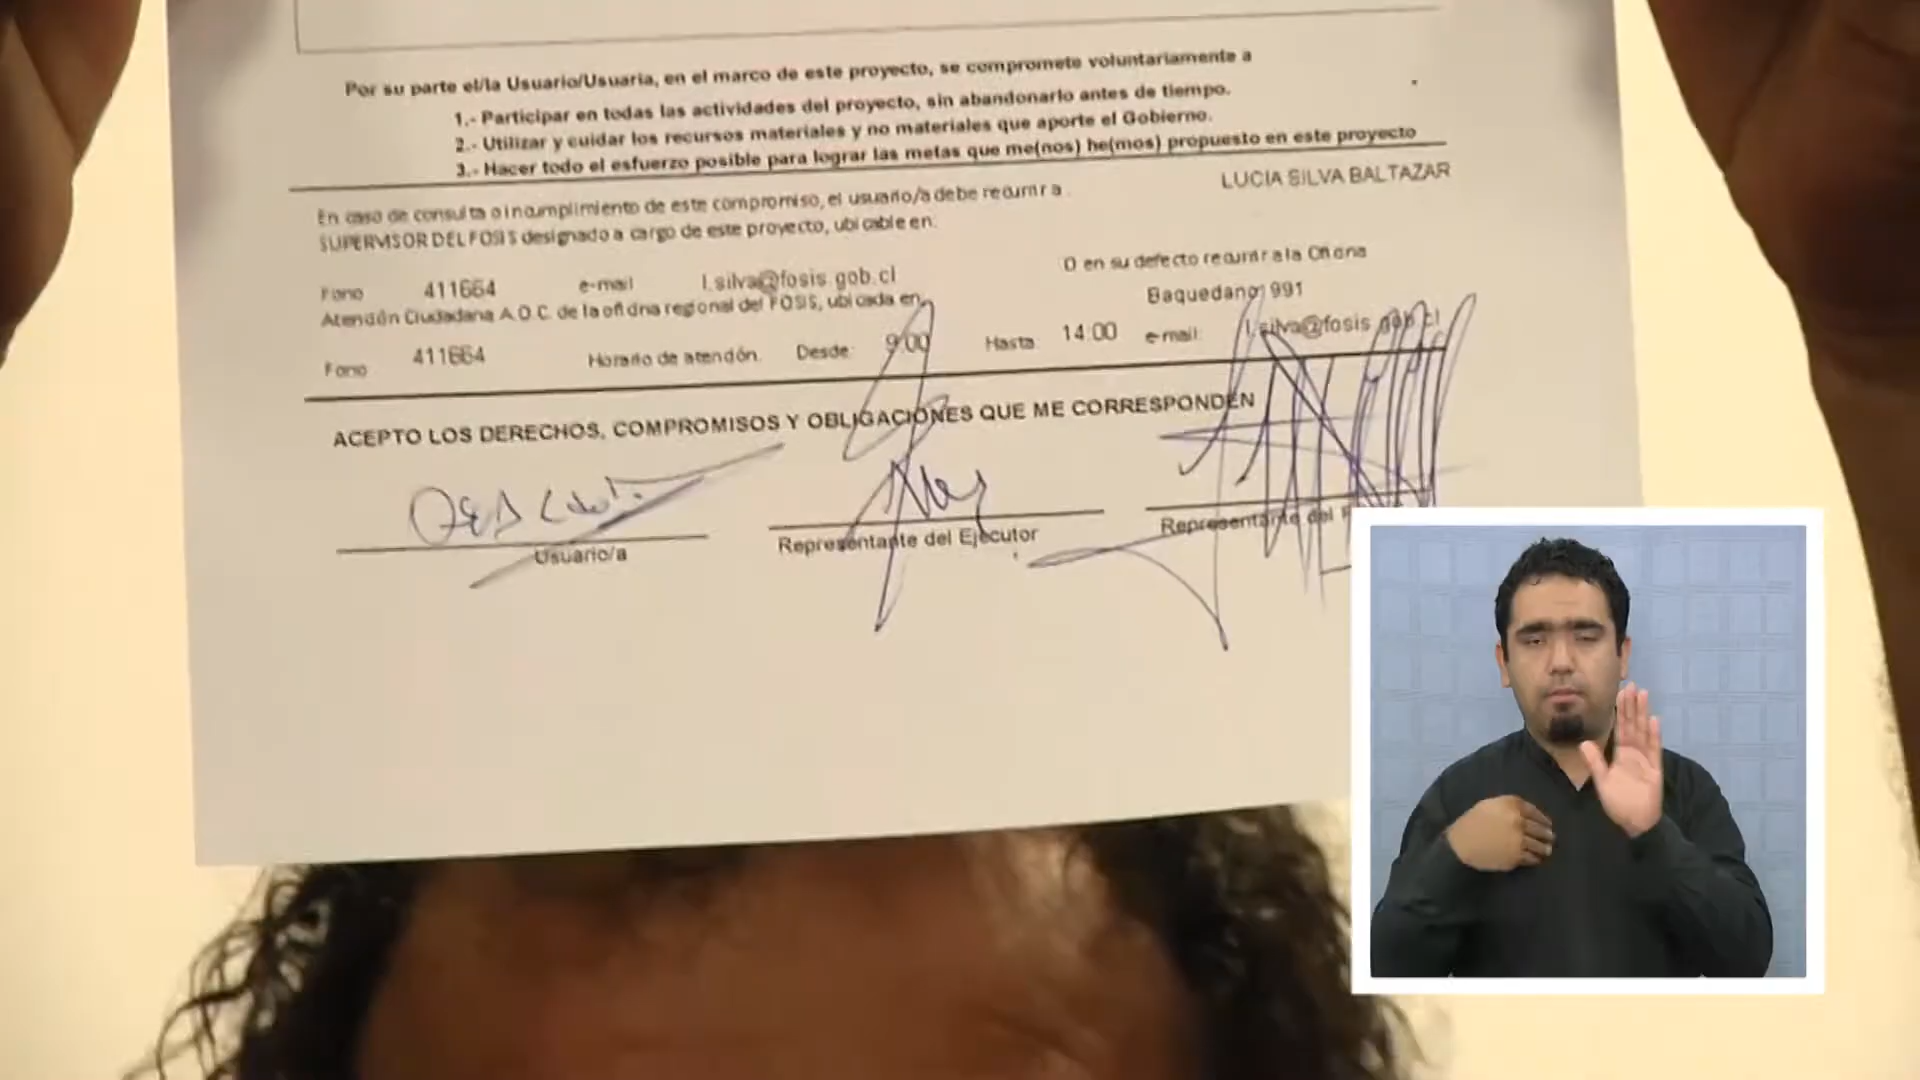 Por su parte el/la Usuario/Usuaria, en el marco de este proyecto, se compromete voluntariamente a
1.- Participar en todas las actividades del proyecto, sin abandonarlo antes de tiempo.
2.- Utilizar y cuidar los recursos materiales y no materiales que aporte el Gobierno.
3.- Hacer todo el esfuerzo posible para lograr las metas que me(nos) he(mos) propuesto en este proyecto
LUCIA SILVA BALTAZAR
En caso de consulta o incumplimiento de este compromiso, el usuario/a debe recurrir a
SUPERVISOR DEL FOSIS designado a cargo de este proyecto, ubicable en:
Fono 411664 e-mail l.silva@fosis.gob.cl O en su defecto recurrir a la Oficina
Atención Ciudadana A.O.C. de la oficina regional del FOSIS, ubicada en, Baquedano 991
Fono 411664 Horario de atención. Desde: 9:00 Hasta 14:00 e-mail: l.silva@fosis.gob.cl
ACEPTO LOS DERECHOS, COMPROMISOS Y OBLIGACIONES QUE ME CORRESPONDEN
Usuario/a Representante del Ejecutor Representante del